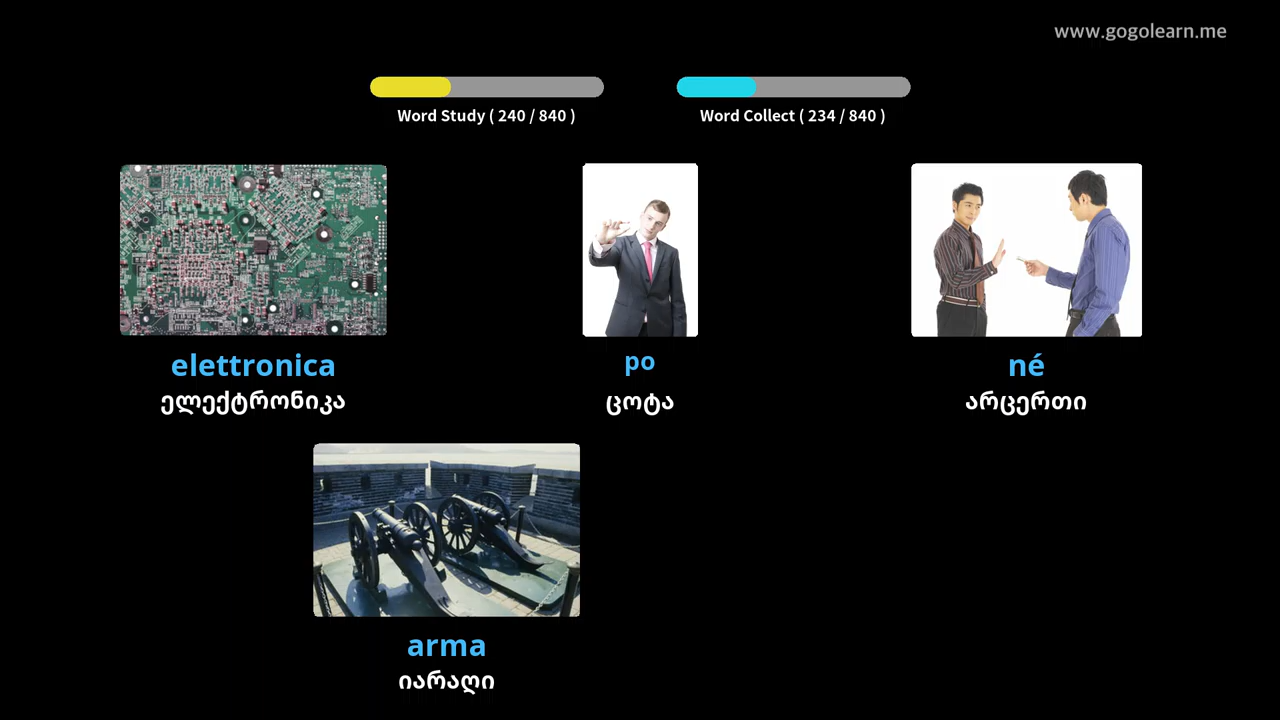 www.gogolearn.me
Word Study ( 240 / 840 )
Word Collect ( 234 / 840 )
elettronica
ელექტრონიკა
po
ცოტა
né
არცერთი
arma
იარაღი